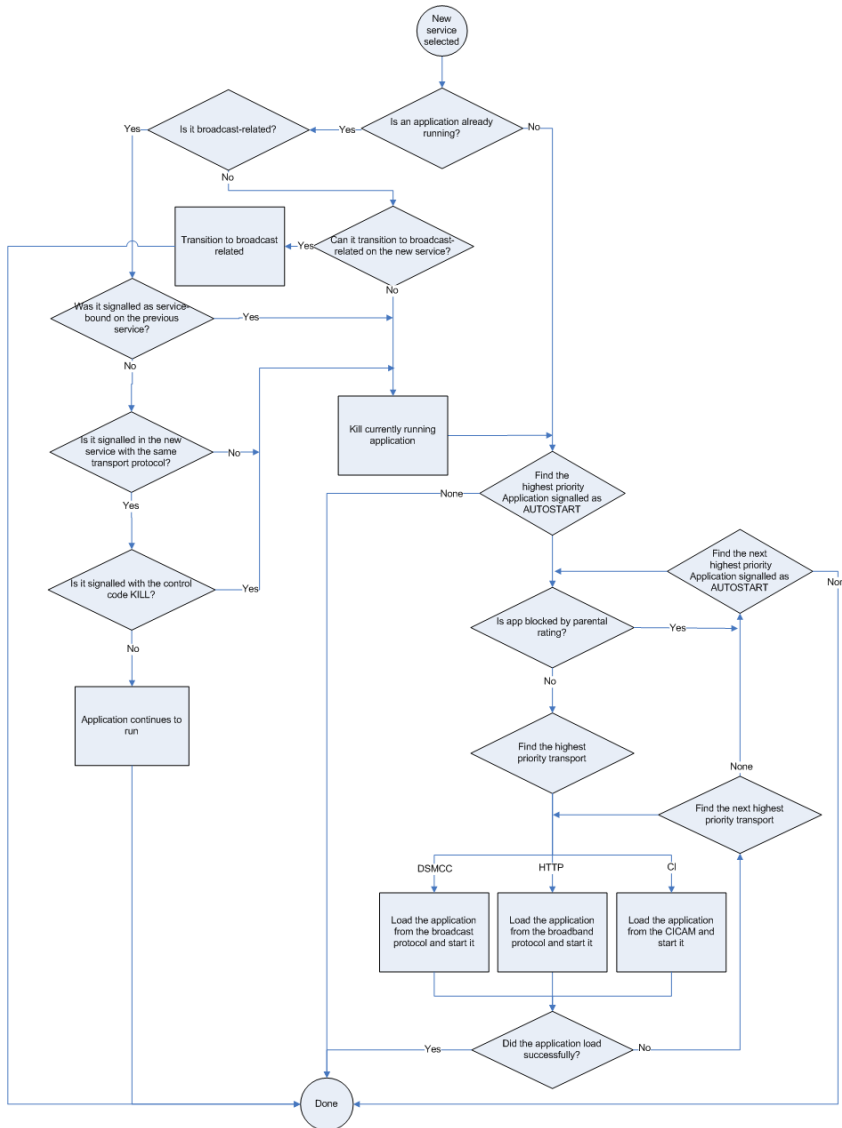 New
service
selected
Is an application already
running?
Yes
No
Is it broadcast-related?
Yes
No
Can it transition to broadcast-
related on the new service?
Yes
No
Transition to broadcast
related
Was it signalled as service-
bound on the previous
service?
Yes
No
Is it signalled in the new
service with the same
transport protocol?
No
Yes
Kill currently running
application
Is it signalled with the control
code KILL?
Yes
No
Application continues to
run
Find the
highest priority
Application signalled as
AUTOSTART
None
Find the next
highest priority
Application signalled as
AUTOSTART
Is app blocked by parental
rating?
Yes
No
Find the highest
priority transport
None
Find the next highest
priority transport
DSMCC
HTTP
CI
Load the application
from the broadcast
protocol and start it
Load the application
from the broadband
protocol and start it
Load the application
from the CICAM and
start it
Did the application load
successfully?
Yes
No
Done